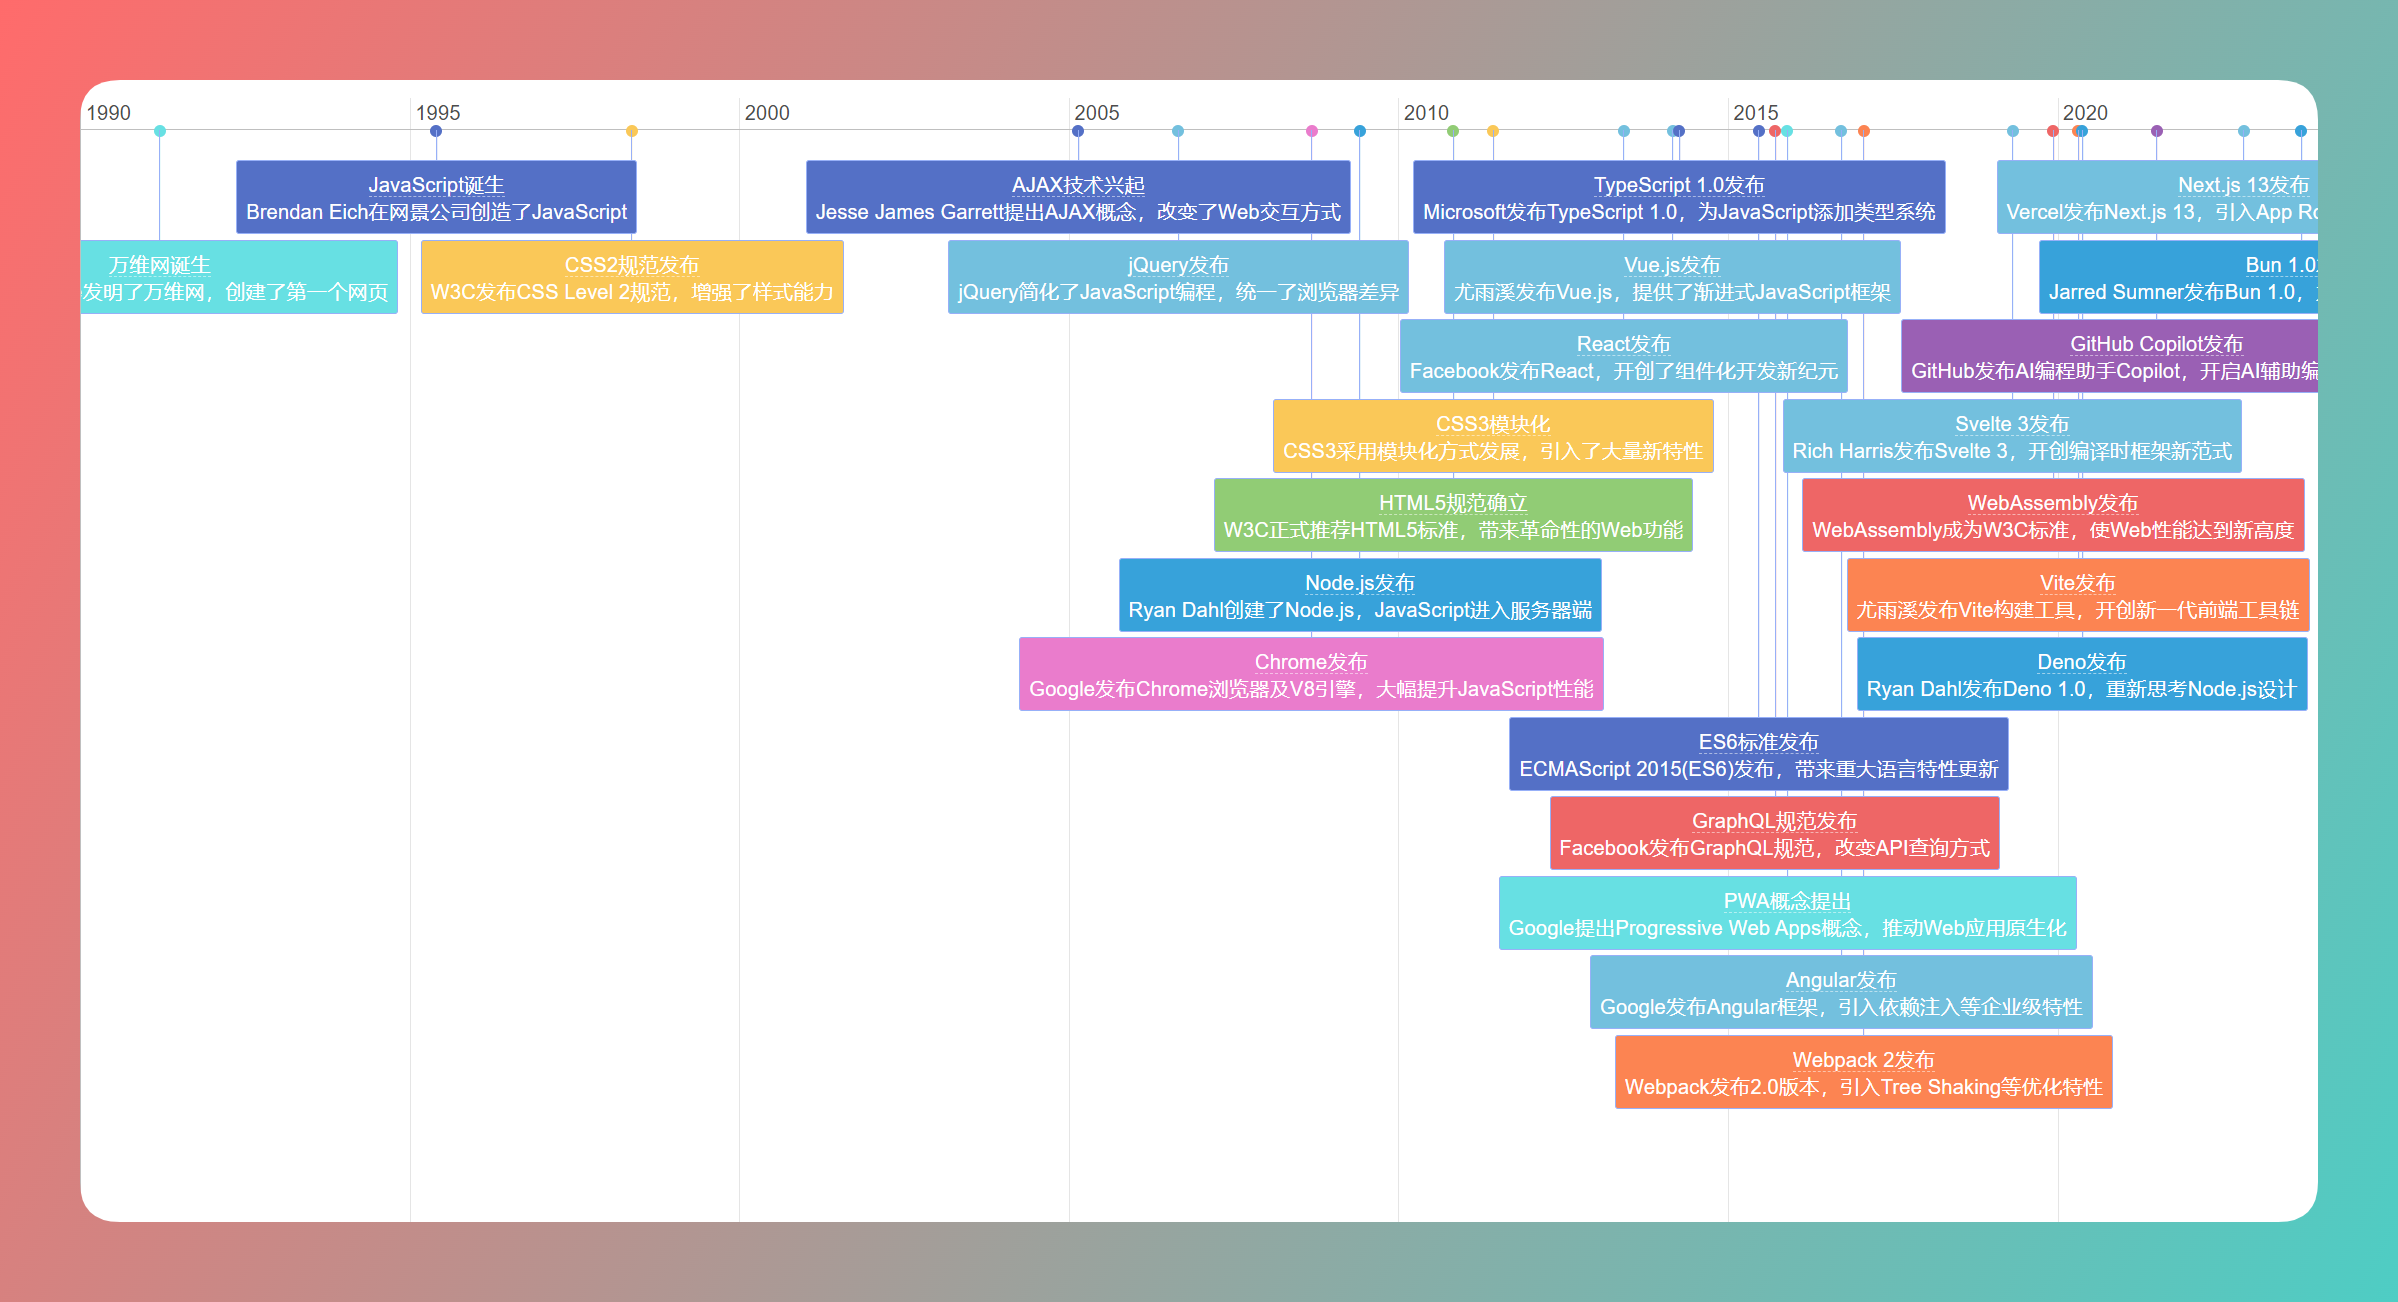 1990
1995
2000
2005
2010
2015
2020
JavaScript诞生
Brendan Eich在网景公司创造了JavaScript
AJAX技术兴起
Jesse James Garrett提出AJAX概念，改变了Web交互方式
TypeScript 1.0发布
Microsoft发布TypeScript 1.0，为JavaScript添加类型系统
Next.js 13发布
Vercel发布Next.js 13，引入App Ro
万维网诞生
发明了万维网，创建了第一个网页
CSS2规范发布
W3C发布CSS Level 2规范，增强了样式能力
jQuery发布
jQuery简化了JavaScript编程，统一了浏览器差异
Vue.js发布
尤雨溪发布Vue.js，提供了渐进式JavaScript框架
Bun 1.0
Jarred Sumner发布Bun 1.0，
React发布
Facebook发布React，开创了组件化开发新纪元
GitHub Copilot发布
GitHub发布AI编程助手Copilot，开启AI辅助编
CSS3模块化
CSS3采用模块化方式发展，引入了大量新特性
Svelte 3发布
Rich Harris发布Svelte 3，开创编译时框架新范式
HTML5规范确立
W3C正式推荐HTML5标准，带来革命性的Web功能
WebAssembly发布
WebAssembly成为W3C标准，使Web性能达到新高度
Node.js发布
Ryan Dahl创建了Node.js，JavaScript进入服务器端
Vite发布
尤雨溪发布Vite构建工具，开创新一代前端工具链
Chrome发布
Google发布Chrome浏览器及V8引擎，大幅提升JavaScript性能
Deno发布
Ryan Dahl发布Deno 1.0，重新思考Node.js设计
ES6标准发布
ECMAScript 2015(ES6)发布，带来重大语言特性更新
GraphQL规范发布
Facebook发布GraphQL规范，改变API查询方式
PWA概念提出
Google提出Progressive Web Apps概念，推动Web应用原生化
Angular发布
Google发布Angular框架，引入依赖注入等企业级特性
Webpack 2发布
Webpack发布2.0版本，引入Tree Shaking等优化特性